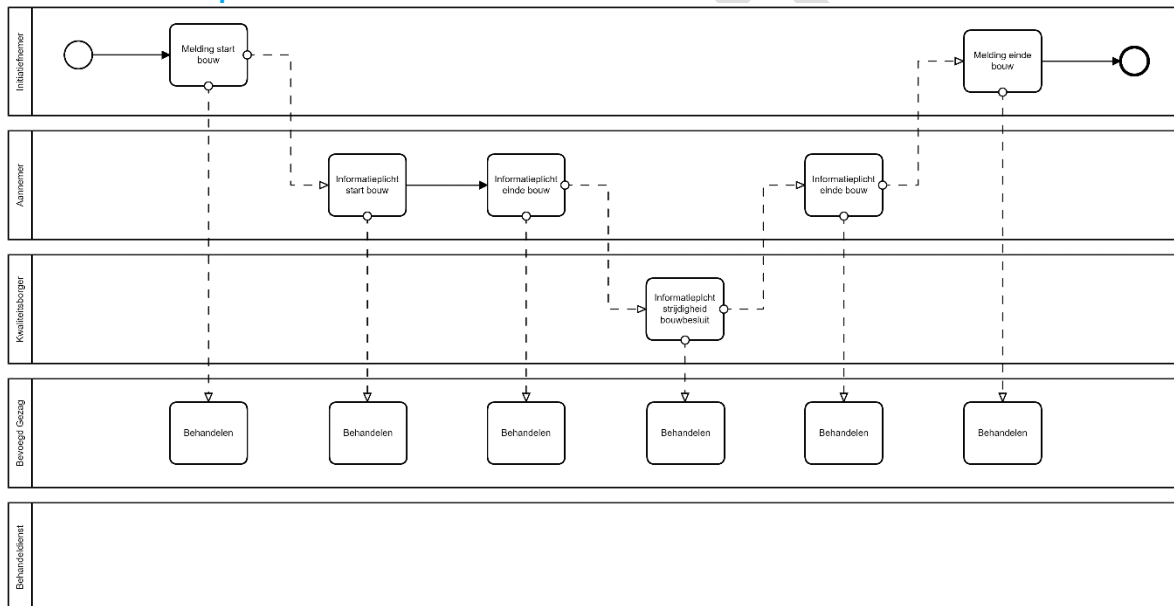 Initiatiefnemer
Melding start
bouw
Melding einde
bouw
Aannemer
Informatieplicht
start bouw
Informatieplicht
einde bouw
Informatieplicht
einde bouw
Kwaliteitsborger
Informatieplcht
strijdigheid
bouwbesluit
Bevoegd Gezag
Behandelen
Behandelen
Behandelen
Behandelen
Behandelen
Behandelen
Behandeldienst